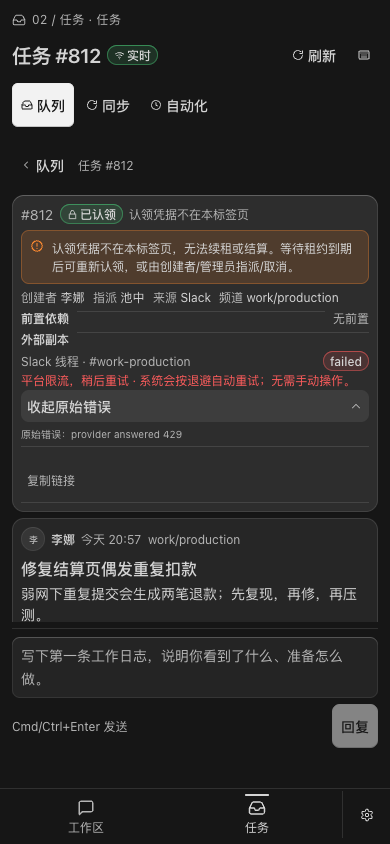 02 / 任务 · 任务
任务 #812 实时 刷新
队列 同步 自动化
队列 任务 #812
#812 已认领 认领凭据不在本标签页
认领凭据不在本标签页，无法续租或结算。等待租约到期
后可重新认领，或由创建者/管理员指派/取消。
创建者 李娜 指派 池中 来源 Slack 频道 work/production
前置依赖 无前置
外部副本
Slack 线程 · #work-production failed
平台限流，稍后重试 · 系统会按退避自动重试；无需手动操作。
收起原始错误
原始错误：provider answered 429
复制链接
李 李娜 今天 20:57 work/production
修复结算页偶发重复扣款
弱网下重复提交会生成两笔退款；先复现，再修，再压
测。
写下第一条工作日志，说明你看到了什么、准备怎么
做。
Cmd/Ctrl+Enter 发送 回复
工作区 任务